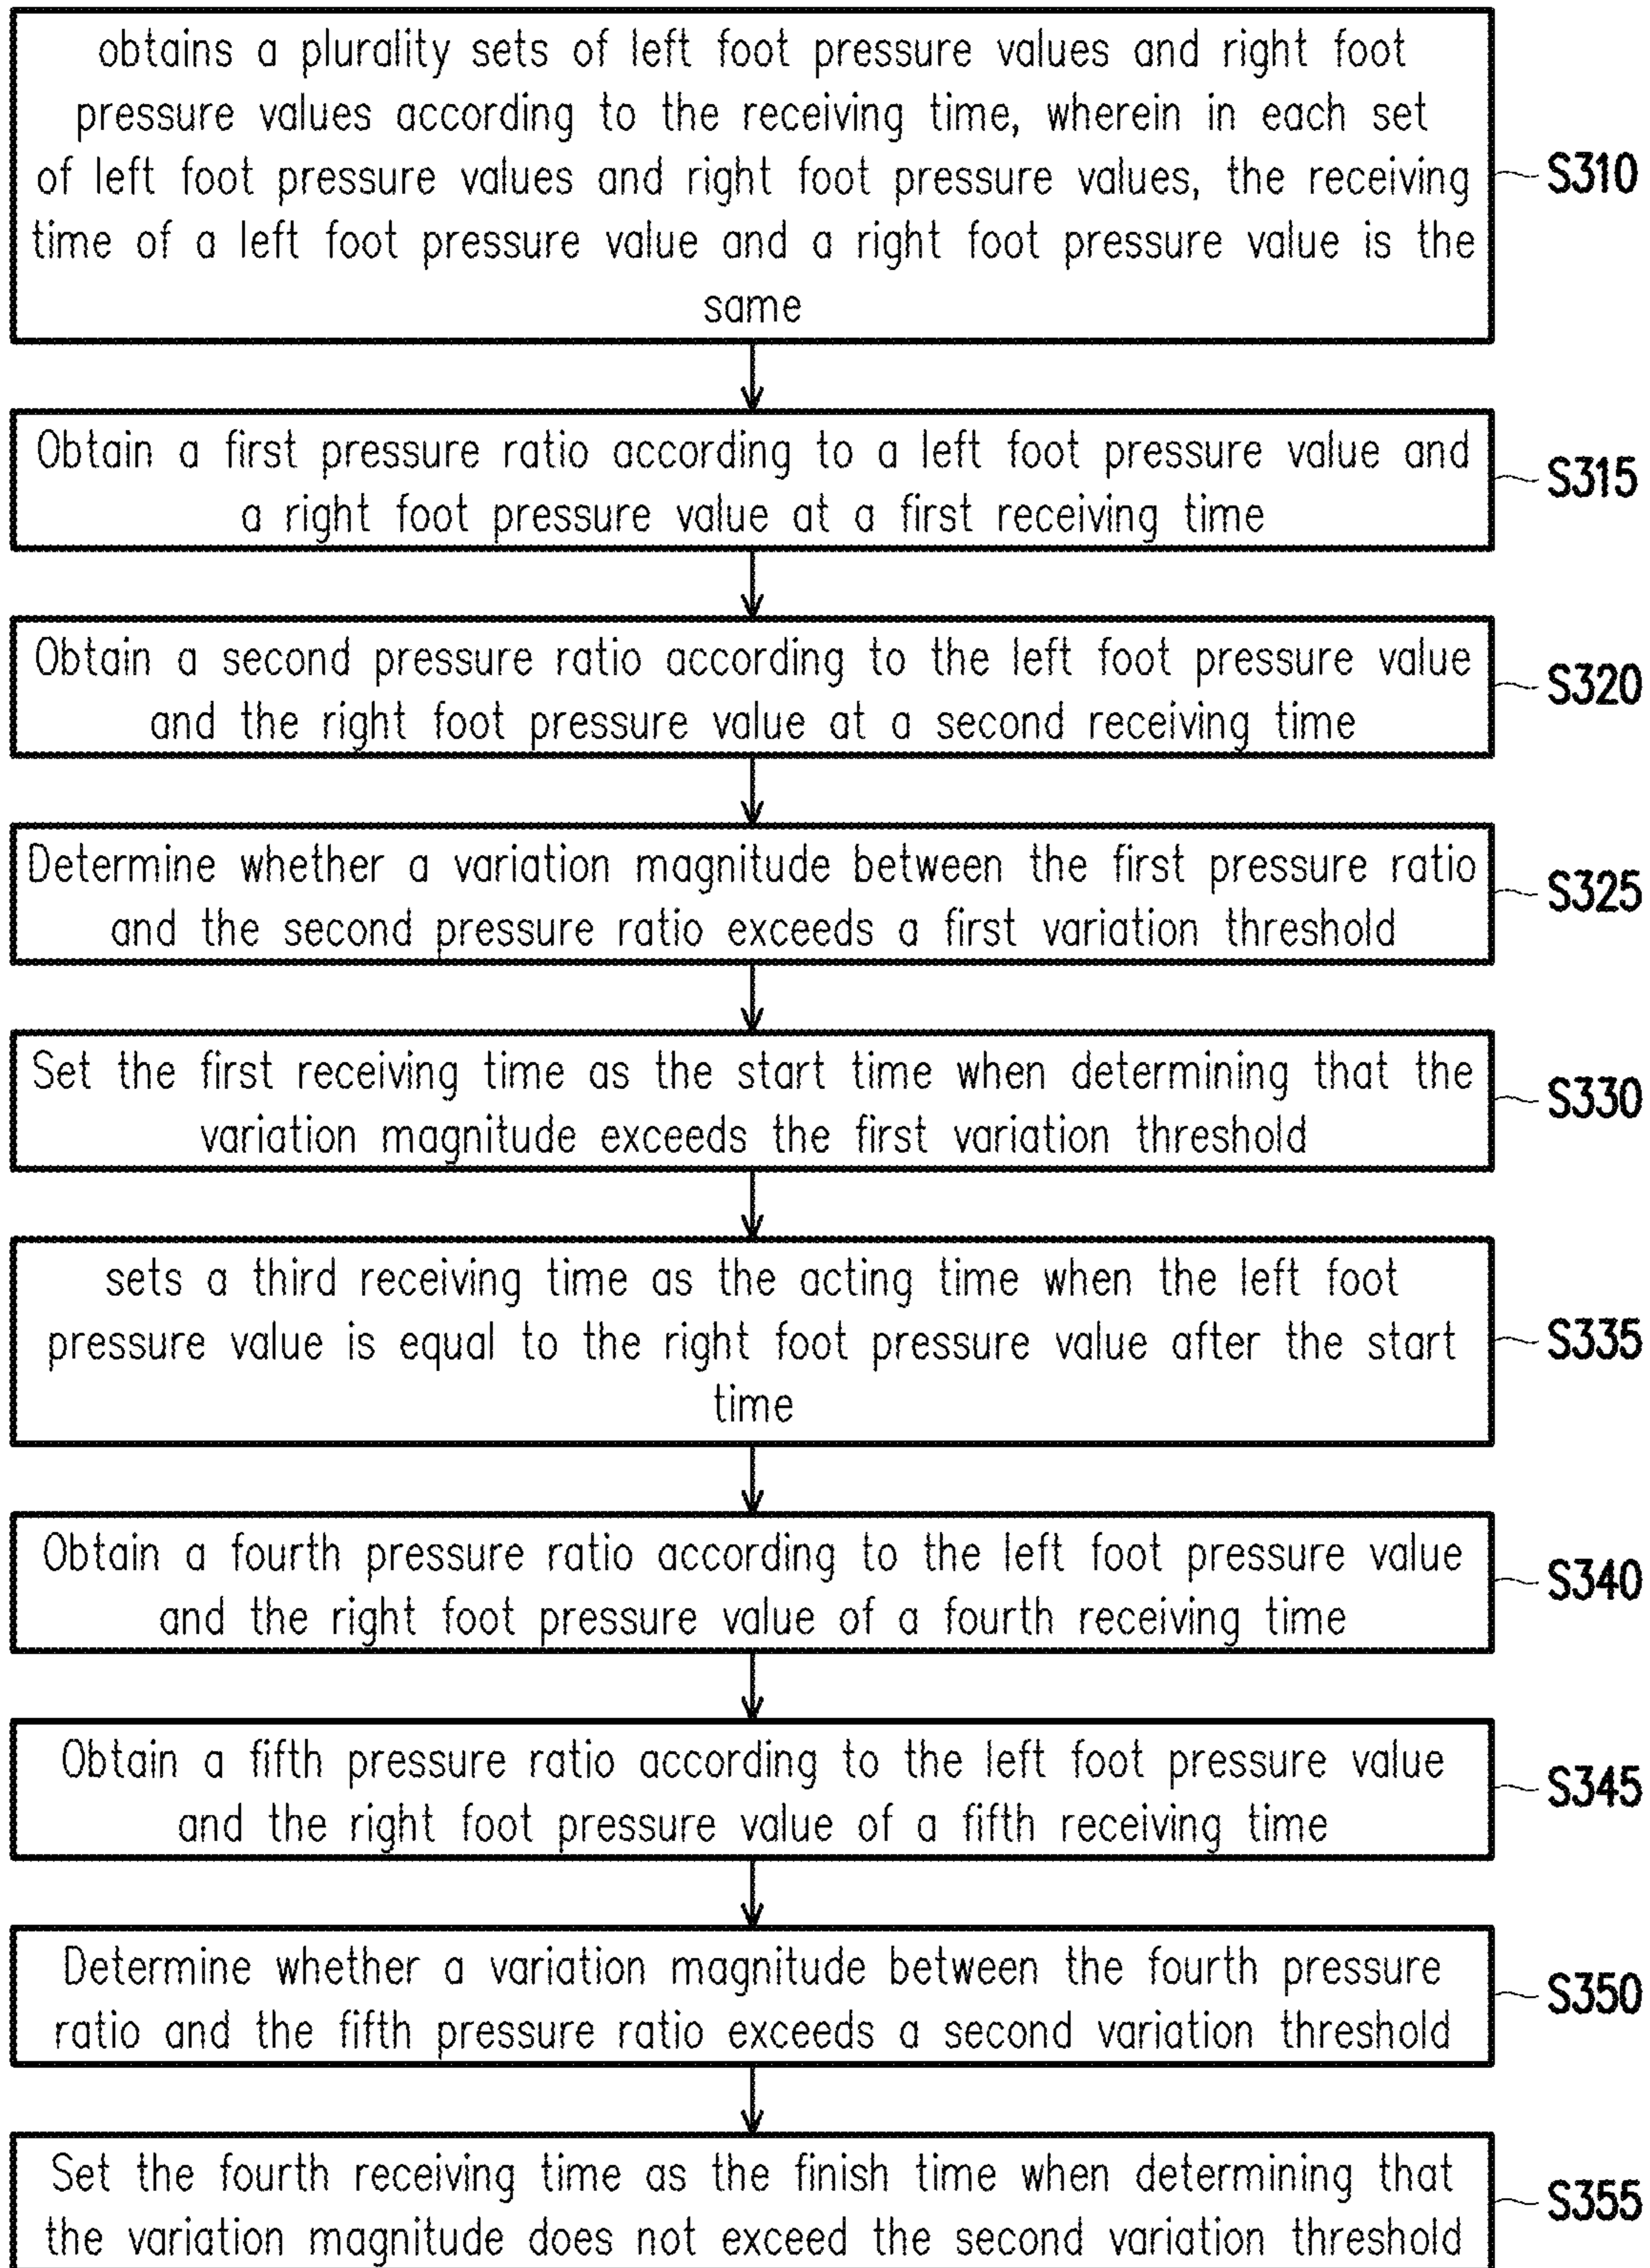 obtains a plurality sets of left foot pressure values and right foot
pressure values according to the receiving time, wherein in each set
of left foot pressure values and right foot pressure values, the receiving
time of a left foot pressure value and a right foot pressure value is the
same
S310
Obtain a first pressure ratio according to a left foot pressure value and
a right foot pressure value at a first receiving time
S315
Obtain a second pressure ratio according to the left foot pressure value
and the right foot pressure value at a second receiving time
S320
Determine whether a variation magnitude between the first pressure ratio
and the second pressure ratio exceeds a first variation threshold
S325
Set the first receiving time as the start time when determining that the
variation magnitude exceeds the first variation threshold
S330
sets a third receiving time as the acting time when the left foot
pressure value is equal to the right foot pressure value after the start
time
S335
Obtain a fourth pressure ratio according to the left foot pressure value
and the right foot pressure value of a fourth receiving time
S340
Obtain a fifth pressure ratio according to the left foot pressure value
and the right foot pressure value of a fifth receiving time
S345
Determine whether a variation magnitude between the fourth pressure
ratio and the fifth pressure ratio exceeds a second variation threshold
S350
Set the fourth receiving time as the finish time when determining that
the variation magnitude does not exceed the second variation threshold
S355